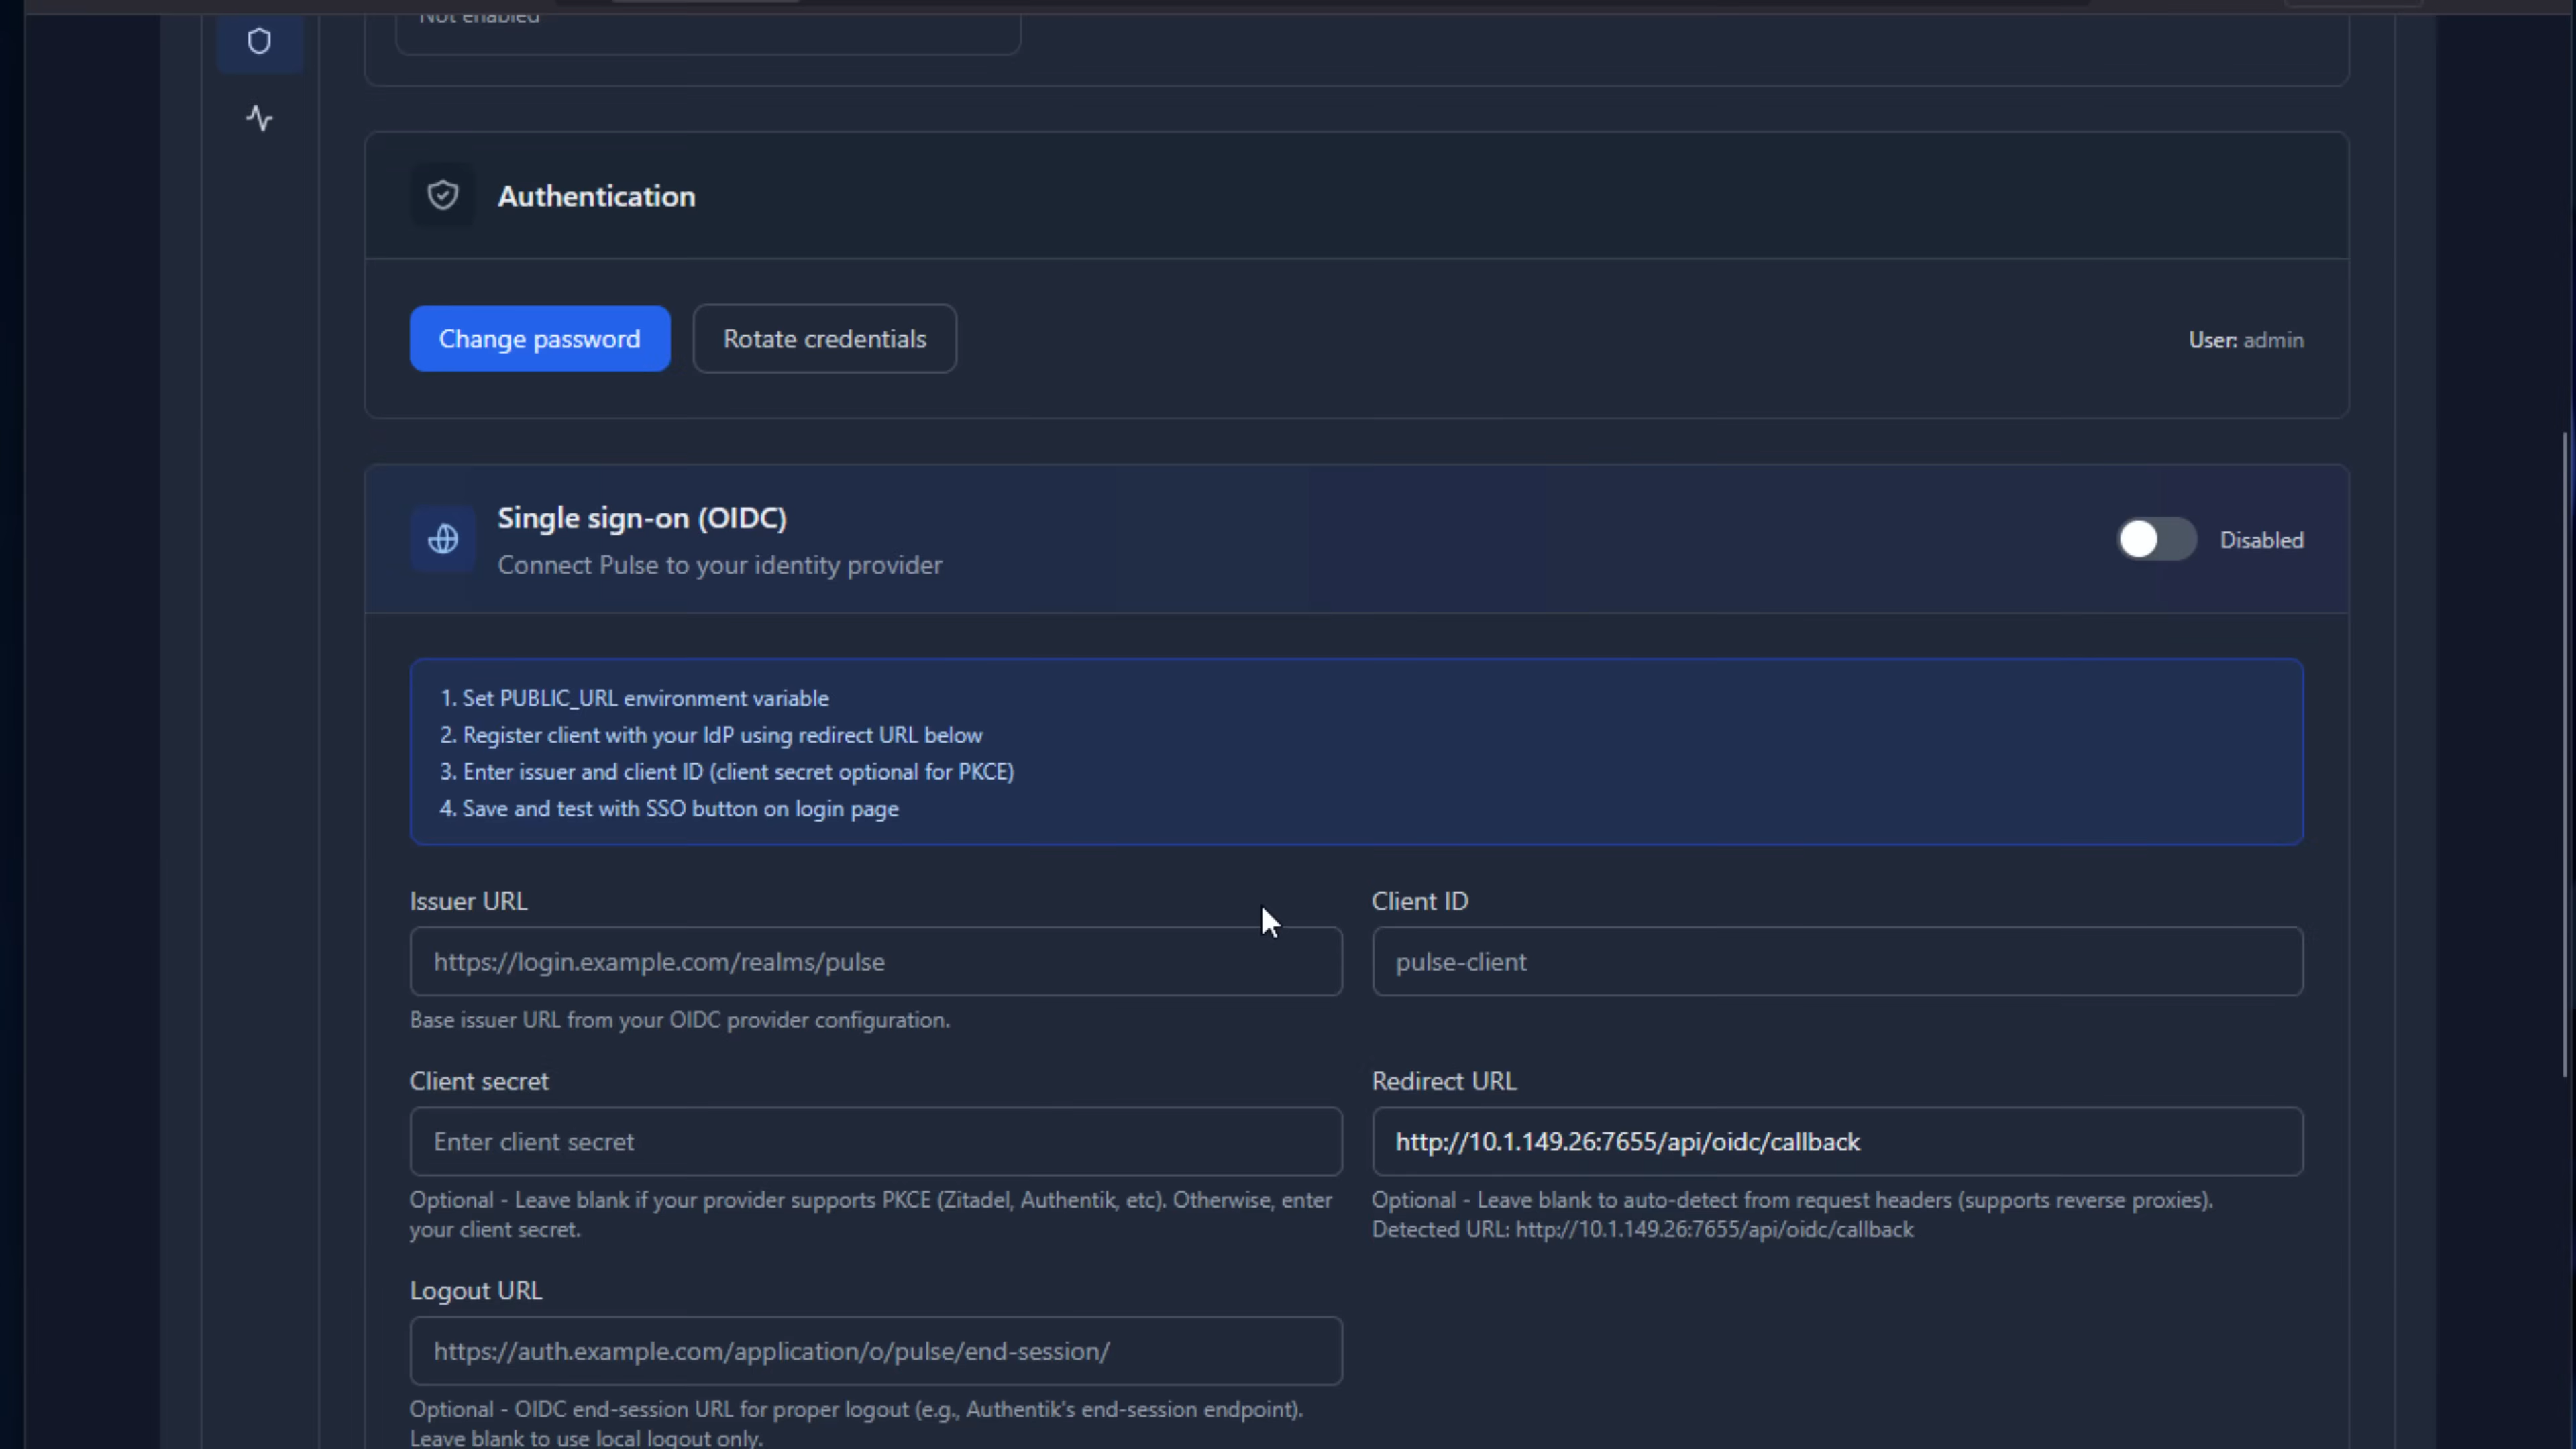 Not enabled
Authentication
Change password
Rotate credentials
User: admin
Single sign-on (OIDC)
Connect Pulse to your identity provider
Disabled
1. Set PUBLIC_URL environment variable
2. Register client with your IdP using redirect URL below
3. Enter issuer and client ID (client secret optional for PKCE)
4. Save and test with SSO button on login page
Issuer URL
Client ID
https://login.example.com/realms/pulse
pulse-client
Base issuer URL from your OIDC provider configuration.
Client secret
Redirect URL
Enter client secret
http://10.1.149.26:7655/api/oidc/callback
Optional - Leave blank if your provider supports PKCE (Zitadel, Authentik, etc). Otherwise, enter
your client secret.
Optional - Leave blank to auto-detect from request headers (supports reverse proxies).
Detected URL: http://10.1.149.26:7655/api/oidc/callback
Logout URL
https://auth.example.com/application/o/pulse/end-session/
Optional - OIDC end-session URL for proper logout (e.g., Authentik's end-session endpoint).
Leave blank to use local logout only.